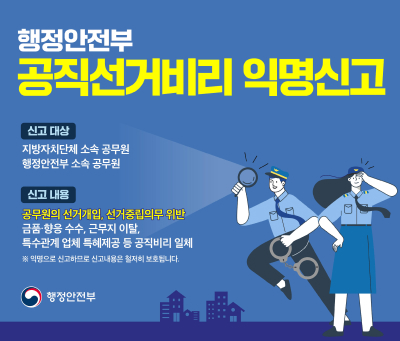 행정안전부
공직선거비리 익명신고
신고 대상
지방자치단체 소속 공무원
행정안전부 소속 공무원
신고 내용
공무원의 선거개입, 선거중립의무 위반
금품·향응 수수, 근무지 이탈,
특수관계 업체 특혜제공 등 공직비리 일체
※ 익명으로 신고하므로 신고내용은 철저히 보호됩니다.
행정안전부